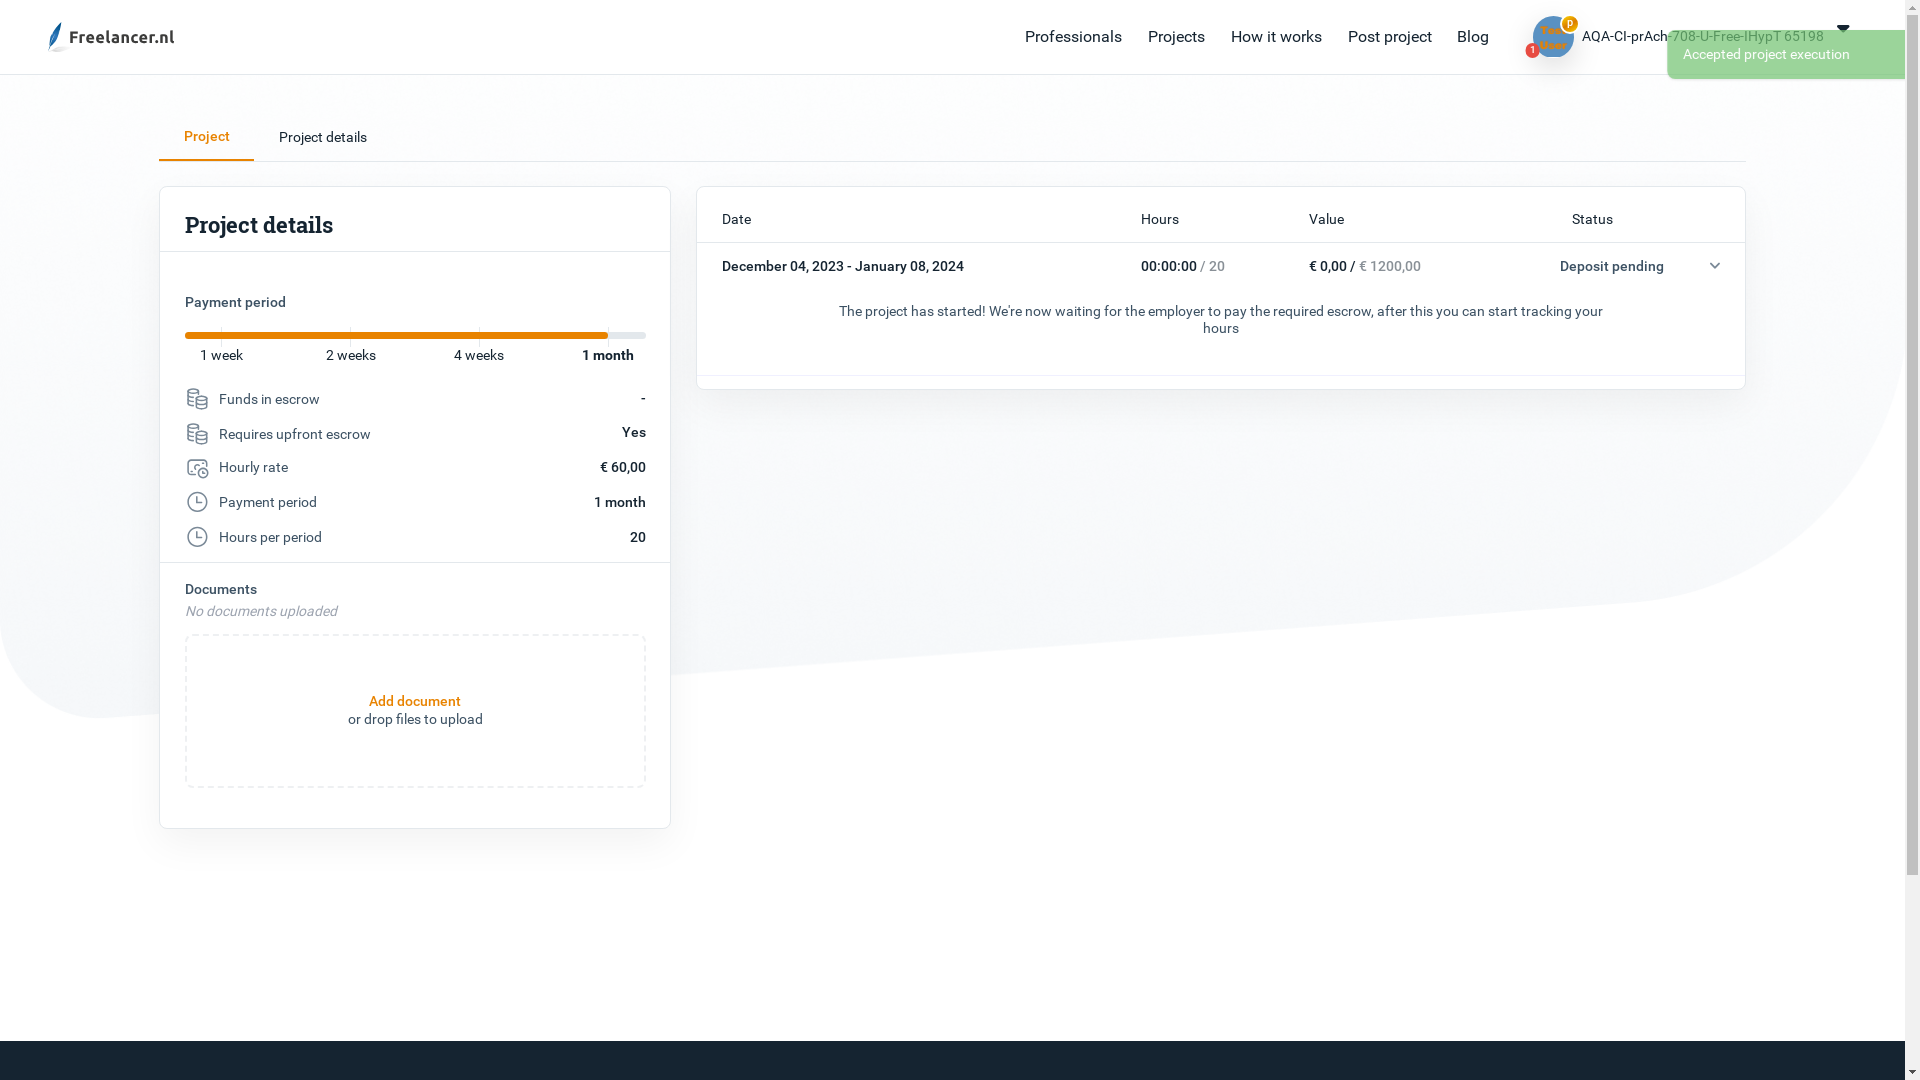 Freelancer.nl
Professionals
Projects
How it works
Post project
Blog
p
Test
User
1
AQA-CI-prAch-708-U-Free-IHypT 65198
Accepted project execution
Project
Project details
Project details
Payment period
1 week
2 weeks
4 weeks
1 month
Funds in escrow
-
Requires upfront escrow
Yes
Hourly rate
€ 60,00
Payment period
1 month
Hours per period
20
Documents
No documents uploaded
Add document
or drop files to upload
Date
Hours
Value
Status
December 04, 2023 - January 08, 2024
00:00:00 / 20
€ 0,00 / € 1200,00
Deposit pending
The project has started! We're now waiting for the employer to pay the required escrow, after this you can start tracking your
hours